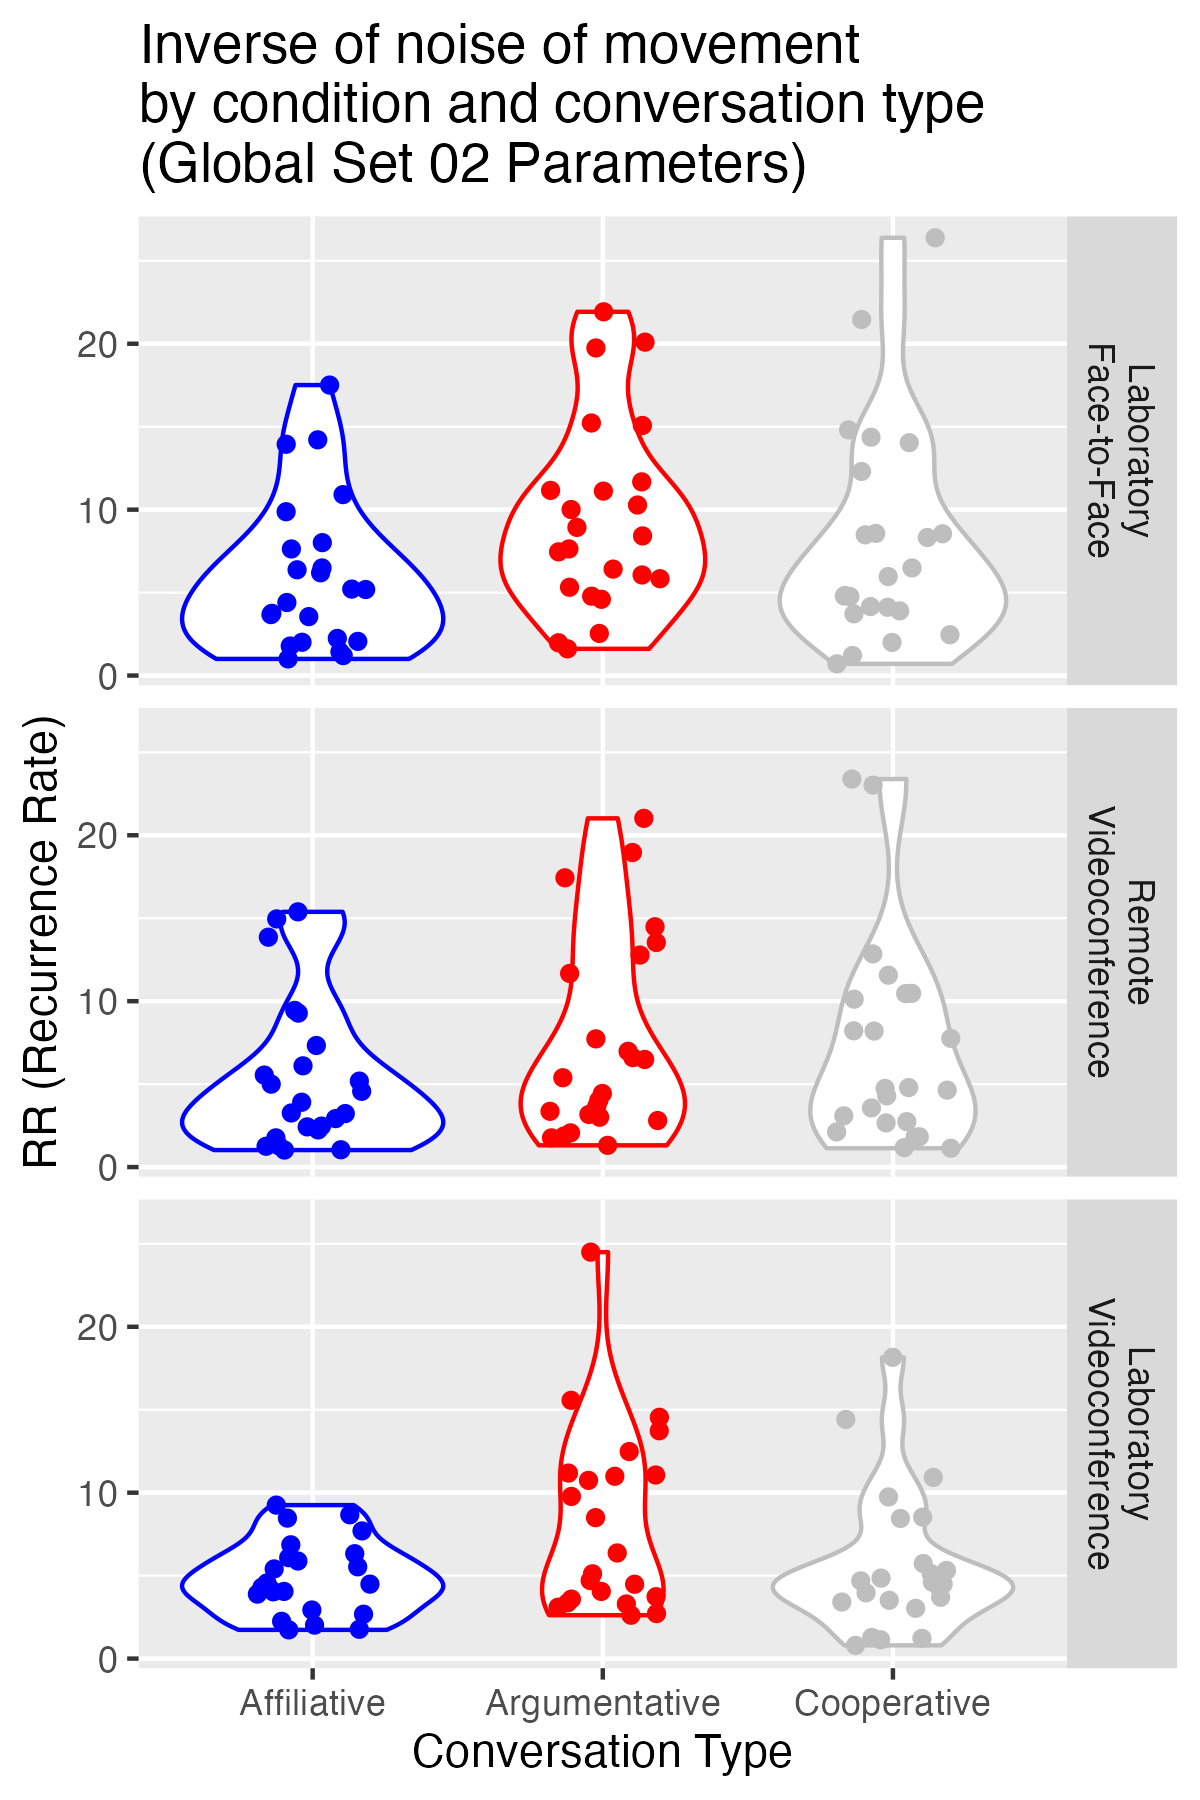 Inverse of noise of movement
by condition and conversation type
(Global Set 02 Parameters)
RR (Recurrence Rate)
20
10
0
Laboratory
Face-to-Face
20
10
0
Remote
Videoconference
20
10
0
Laboratory
Videoconference
Affiliative
Argumentative
Cooperative
Conversation Type